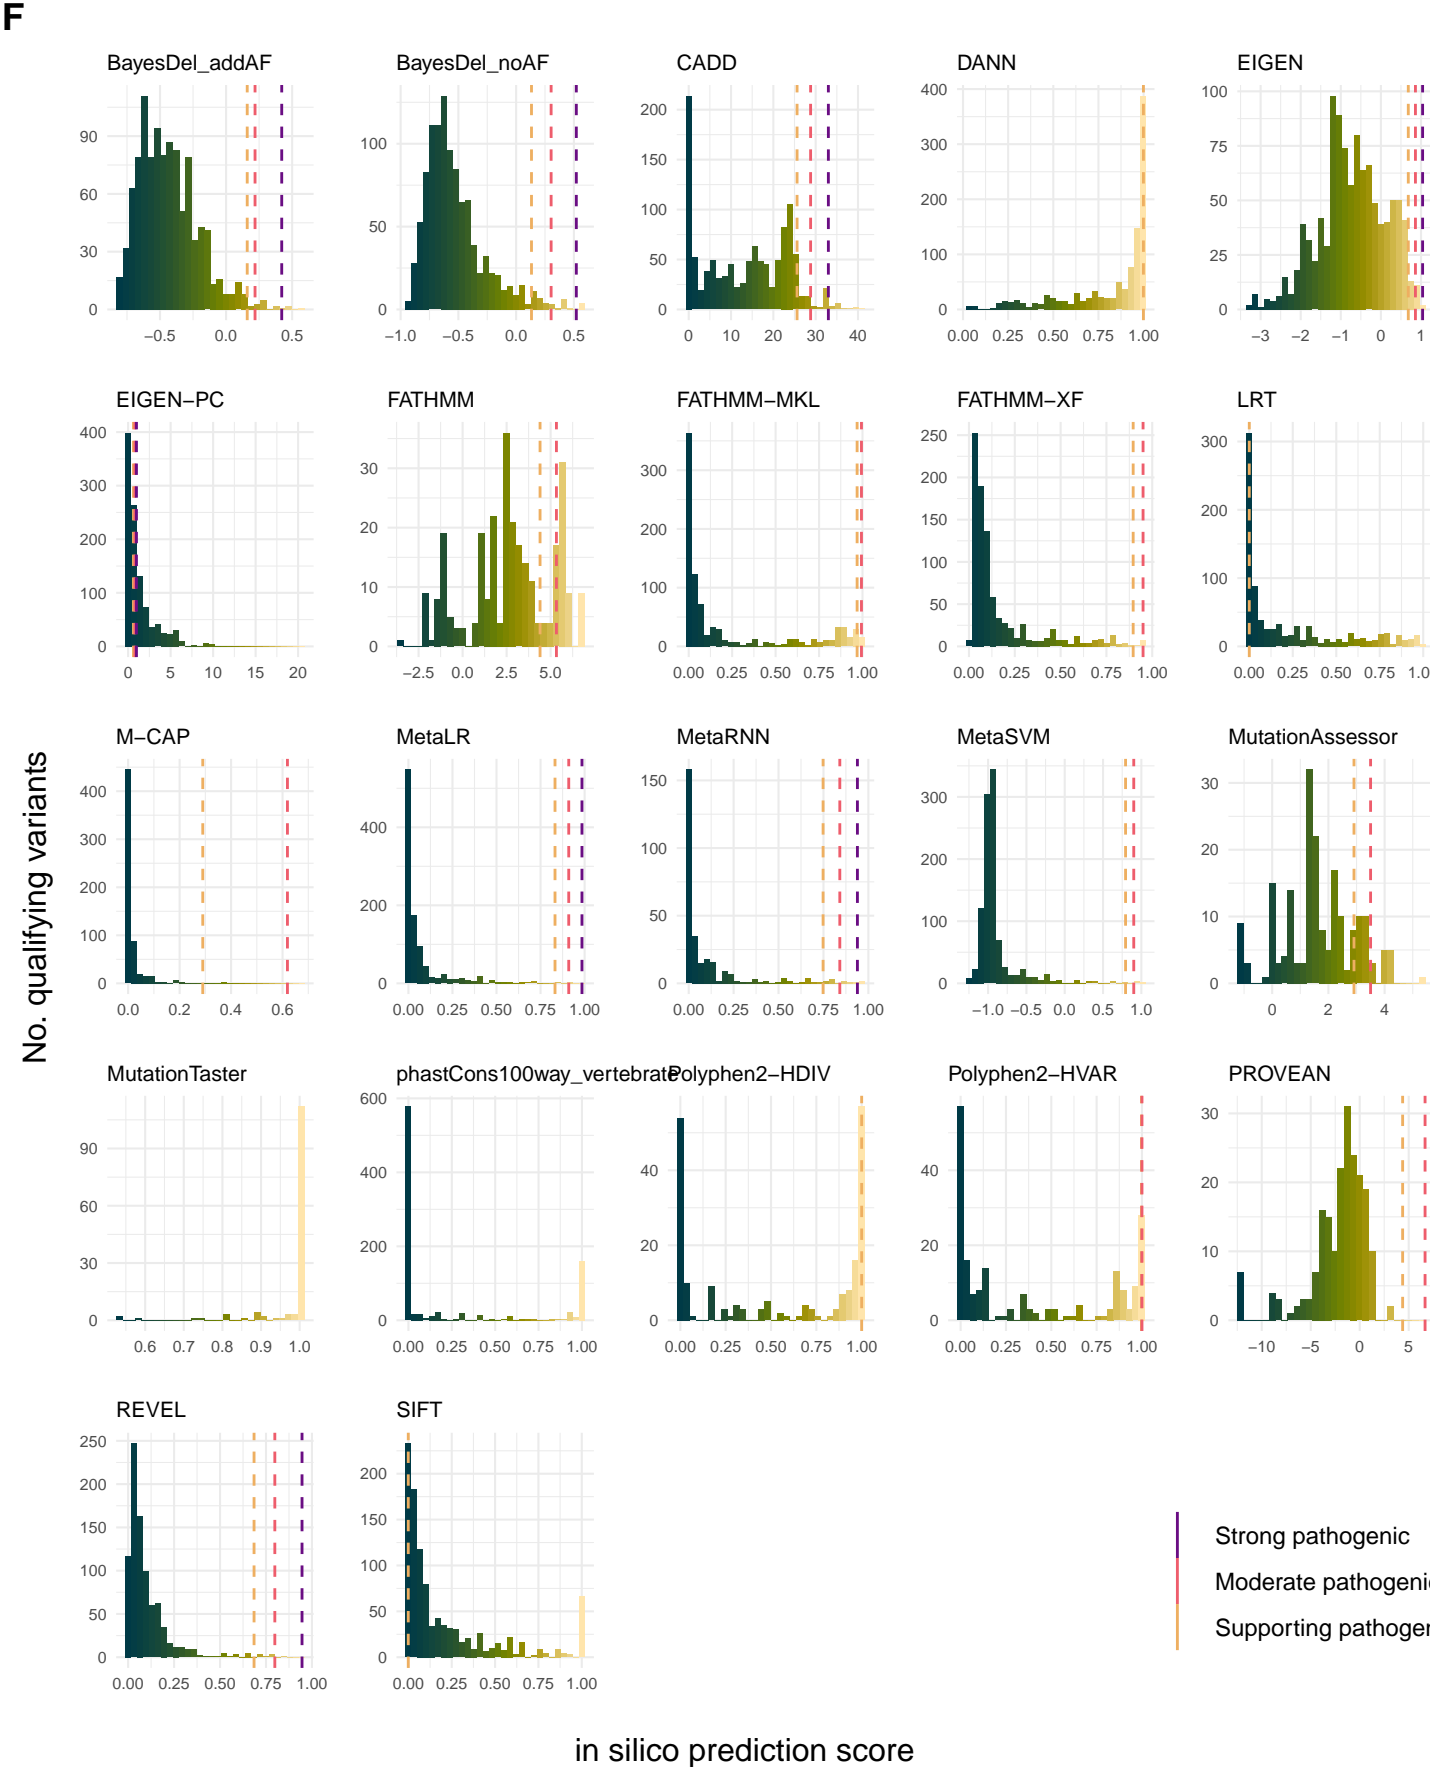 F
BayesDel_addAF
BayesDel_noAF
CADD
DANN
EIGEN
90
60
30
0
−0.5 0.0 0.5
100
50
0
−1.0 −0.5 0.0 0.5
200
150
100
50
0
0 10 20 30 40
400
300
200
100
0
0.00 0.25 0.50 0.75 1.00
100
75
50
25
0
−3 −2 −1 0 1
EIGEN−PC
FATHMM
FATHMM−MKL
FATHMM−XF
LRT
400
300
200
100
0
0 5 10 15 20
30
20
10
0
−2.5 0.0 2.5 5.0
300
200
100
0
0.00 0.25 0.50 0.75 1.00
250
200
150
100
50
0
0.00 0.25 0.50 0.75 1.00
300
200
100
0
0.00 0.25 0.50 0.75 1.0
No. qualifying variants
M−CAP
MetaLR
MetaRNN
MetaSVM
MutationAssessor
400
300
200
100
0
0.0 0.2 0.4 0.6
400
200
0
0.00 0.25 0.50 0.75 1.00
150
100
50
0
0.00 0.25 0.50 0.75 1.00
300
200
100
0
−1.0 −0.5 0.0 0.5 1.0
30
20
10
0
0 2 4
MutationTaster
phastCons100way_vertebrate
Polyphen2−HDIV
Polyphen2−HVAR
PROVEAN
90
60
30
0
0.6 0.7 0.8 0.9 1.0
600
400
200
0
0.00 0.25 0.50 0.75 1.00
40
20
0
0.00 0.25 0.50 0.75 1.00
40
20
0
0.00 0.25 0.50 0.75 1.00
30
20
10
0
−10 −5 0 5
REVEL
SIFT
250
200
150
100
50
0
0.00 0.25 0.50 0.75 1.00
200
150
100
50
0
0.00 0.25 0.50 0.75 1.00
Strong pathogenic
Moderate pathogeni
Supporting pathoge
in silico prediction score